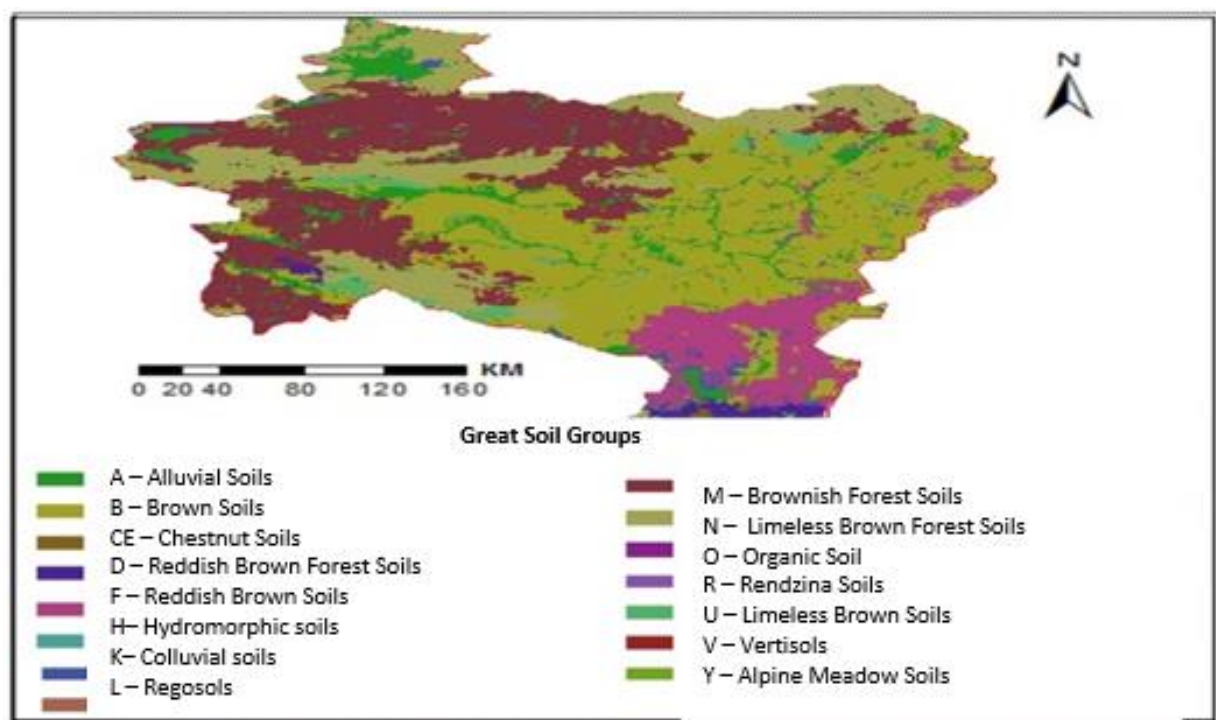 N
KM
0 20 40 80 120 160
Great Soil Groups
A – Alluvial Soils
B – Brown Soils
CE – Chestnut Soils
D – Reddish Brown Forest Soils
F – Reddish Brown Soils
H– Hydromorphic soils
K– Colluvial soils
L – Regosols
M – Brownish Forest Soils
N – Limeless Brown Forest Soils
O – Organic Soil
R – Rendzina Soils
U – Limeless Brown Soils
V – Vertisols
Y – Alpine Meadow Soils